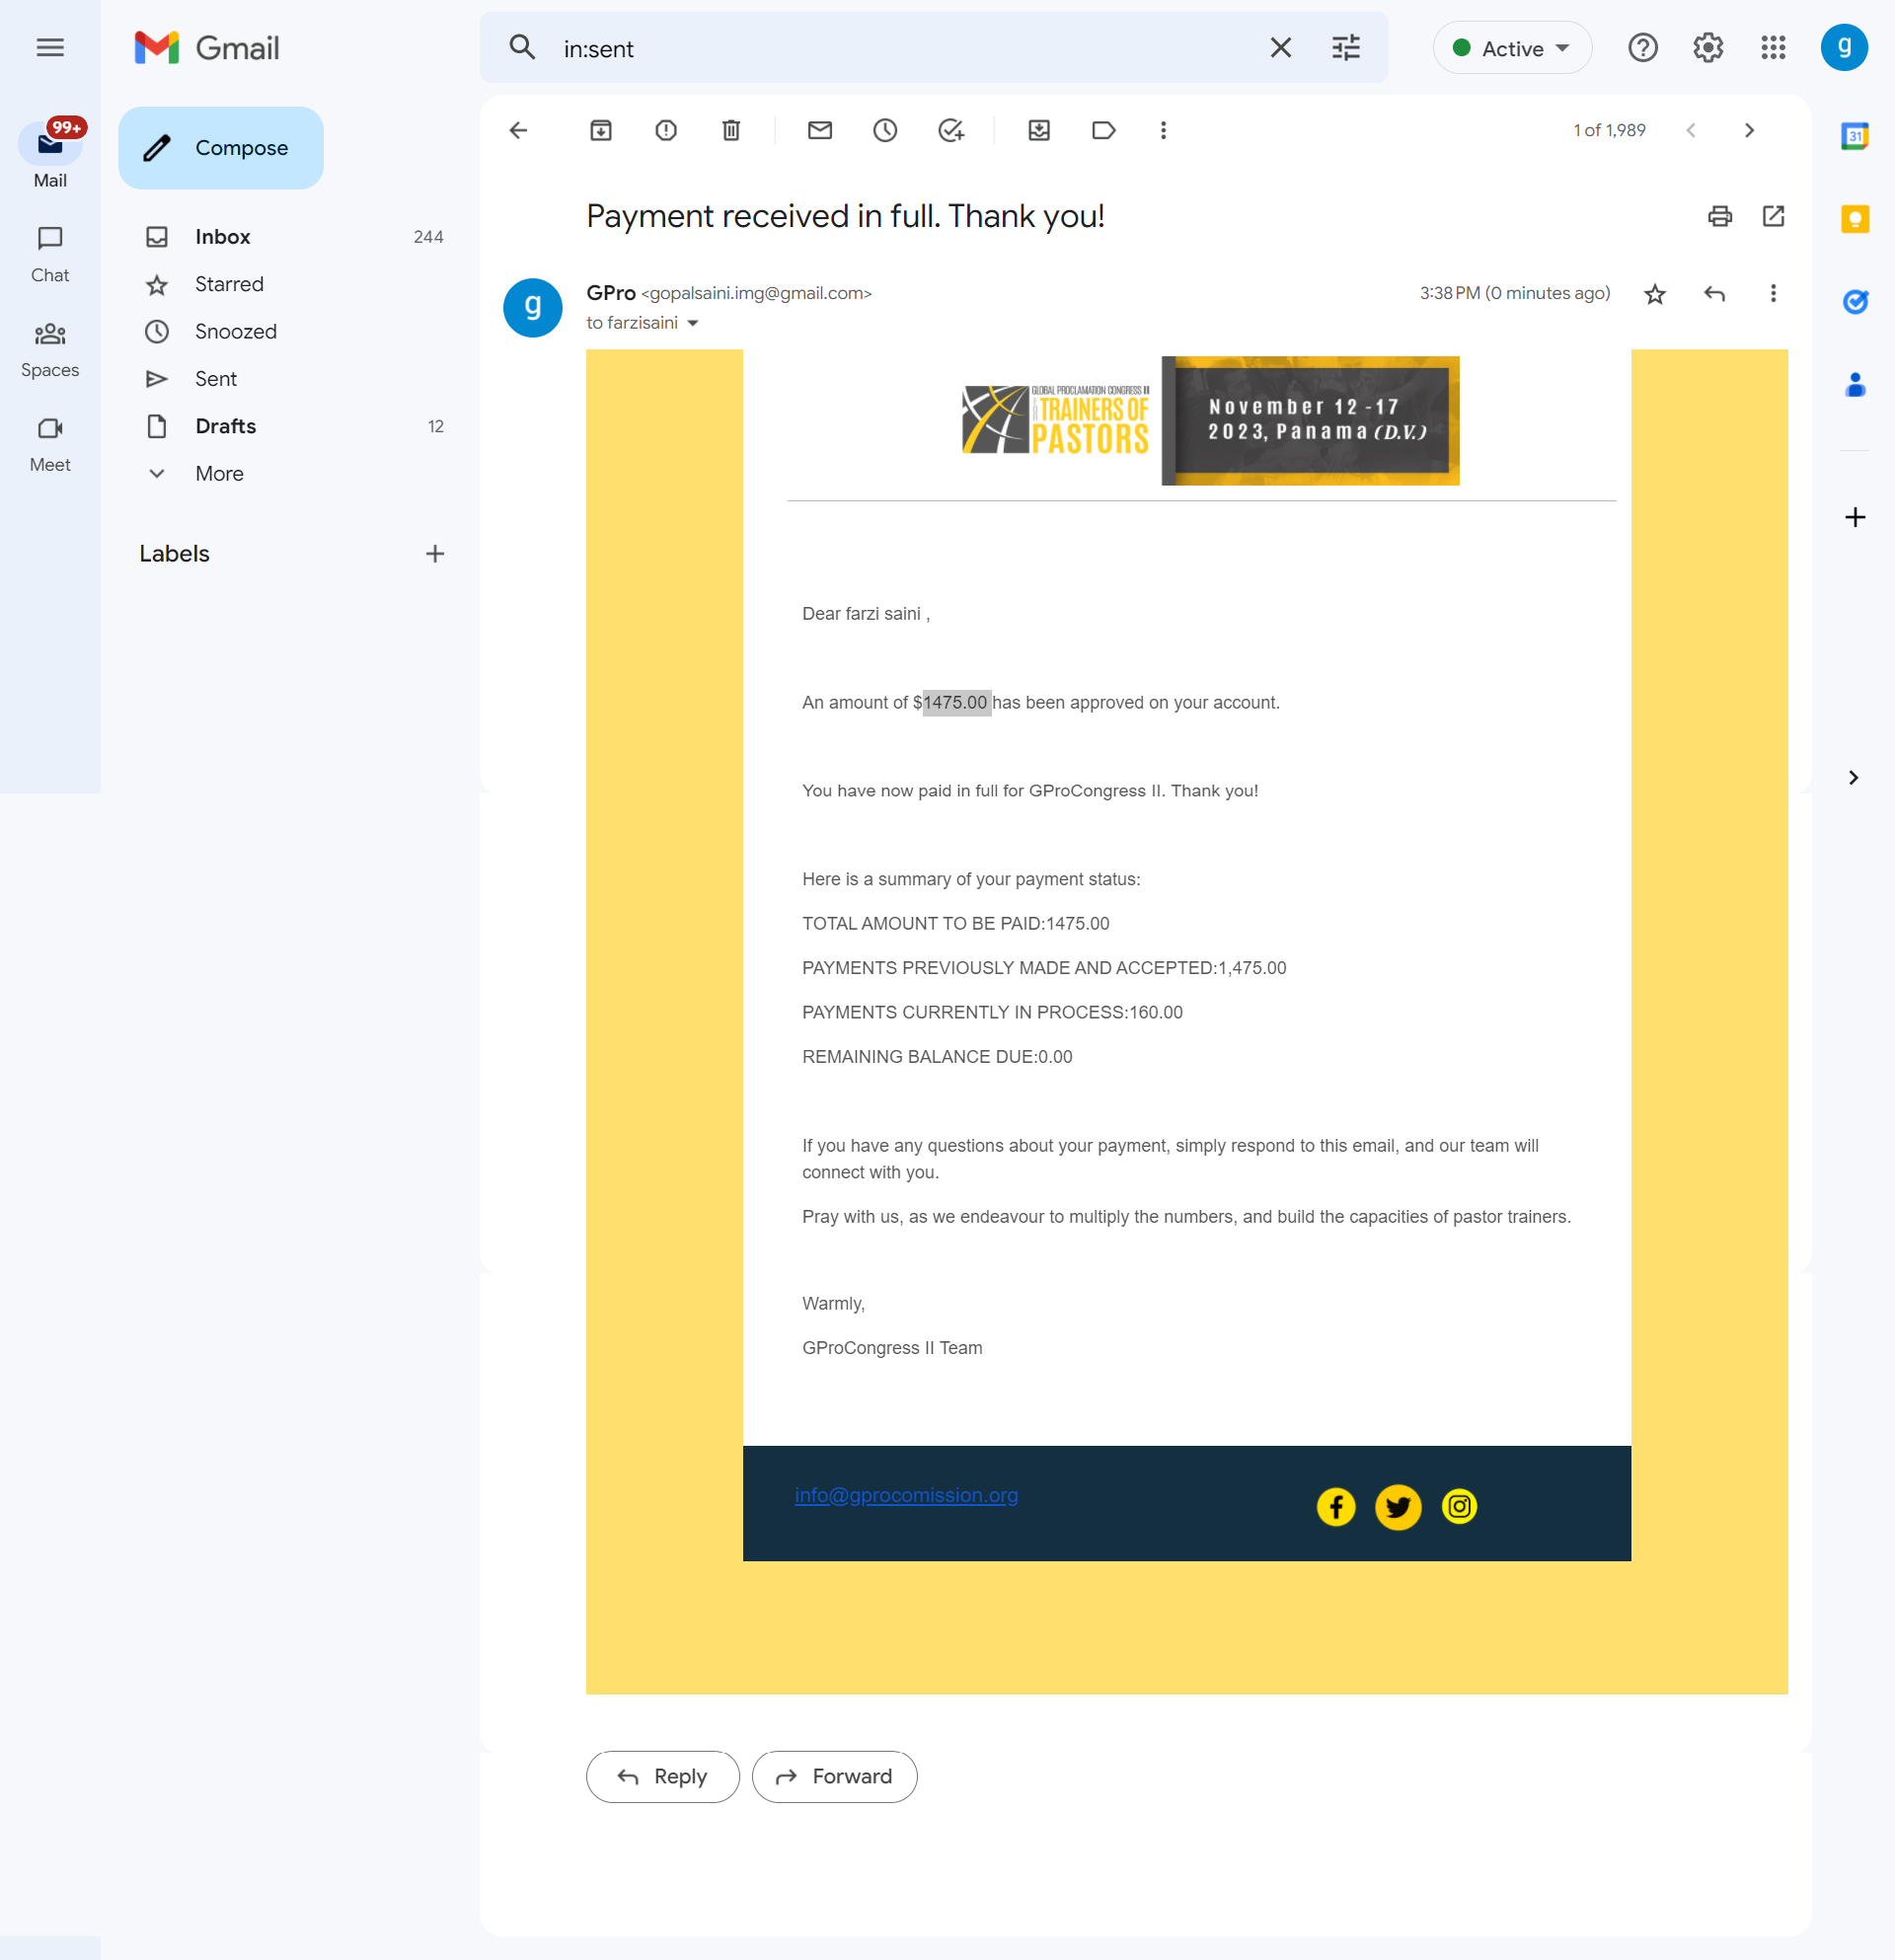 Gmail
in:sent
Active
g
99+
Mail
Chat
Spaces
Meet
Compose
Inbox 244
Starred
Snoozed
Sent
Drafts 12
More
Labels
1 of 1,989
31
Payment received in full. Thank you!
g
GPro <gopalsaini.img@gmail.com>
3:38 PM (0 minutes ago)
to farzisaini
GLOBAL PROCLAMATION CONGRESS II
FOR
TRAINERS OF
PASTORS
November 12 -17
2023, Panama (D.V.)
Dear farzi saini ,
An amount of $1475.00 has been approved on your account.
You have now paid in full for GProCongress II. Thank you!
Here is a summary of your payment status:
TOTAL AMOUNT TO BE PAID:1475.00
PAYMENTS PREVIOUSLY MADE AND ACCEPTED:1,475.00
PAYMENTS CURRENTLY IN PROCESS:160.00
REMAINING BALANCE DUE:0.00
If you have any questions about your payment, simply respond to this email, and our team will
connect with you.
Pray with us, as we endeavour to multiply the numbers, and build the capacities of pastor trainers.
Warmly,
GProCongress II Team
info@gprocomission.org
Reply
Forward